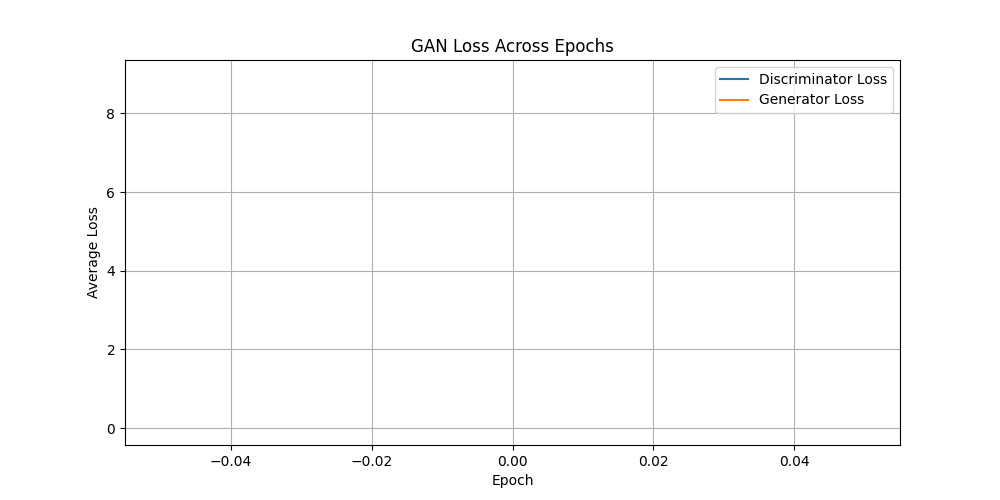 GAN Loss Across Epochs
Discriminator Loss
Generator Loss
8
6
4
2
0
Average Loss
−0.04
−0.02
0.00
0.02
0.04
Epoch